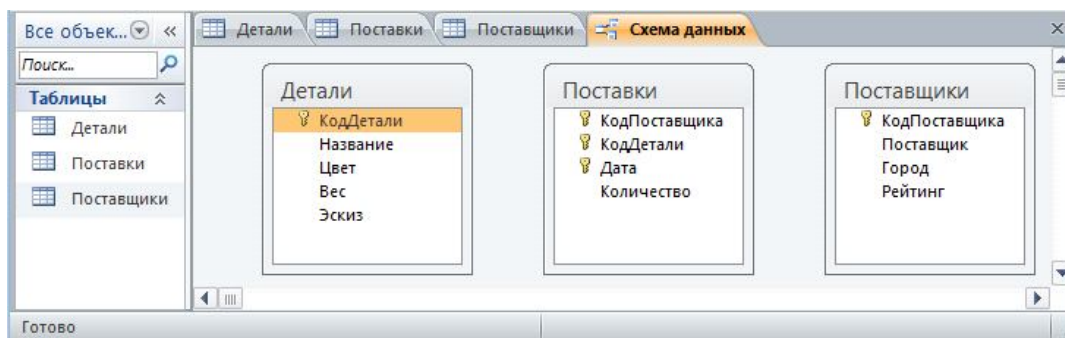 Все объек...
Детали
Поставки
Поставщики
Схема данных
Поиск...
Таблицы
Детали
Поставки
Поставщики
Детали
КодДетали
Название
Цвет
Вес
Эскиз
Поставки
КодПоставщика
КодДетали
Дата
Количество
Поставщики
КодПоставщика
Поставщик
Город
Рейтинг
Готово